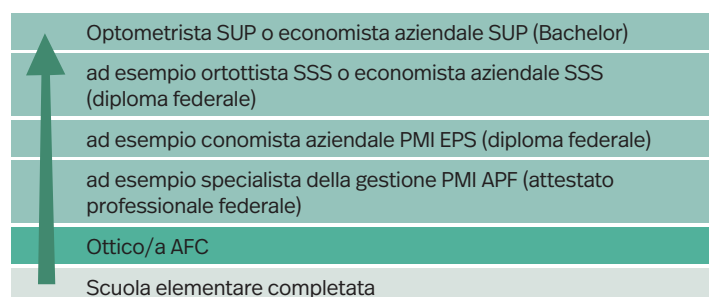 Optometrista SUP o economista aziendale SUP (Bachelor)
ad esempio ortottista SSS o economista aziendale SSS
(diploma federale)
ad esempio conomista aziendale PMI EPS (diploma federale)
ad esempio specialista della gestione PMI APF (attestato
professionale federale)
Ottico/a AFC
Scuola elementare completata